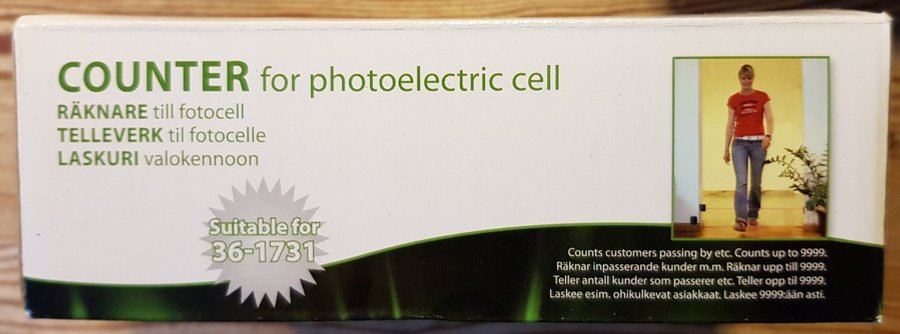 COUNTER for photoelectric cell
RÄKNARE till fotocell
TELLEVERK til fotocelle
LASKURI valokennoon
Suitable for
36-1731
Counts customers passing by etc. Counts up to 9999.
Räknar inpasserande kunder m.m. Räknar upp till 9999.
Teller antall kunder som passerer etc. Teller opp til 9999.
Laskee esim. ohikulkevat asiakkaat. Laskee 9999:ään asti.